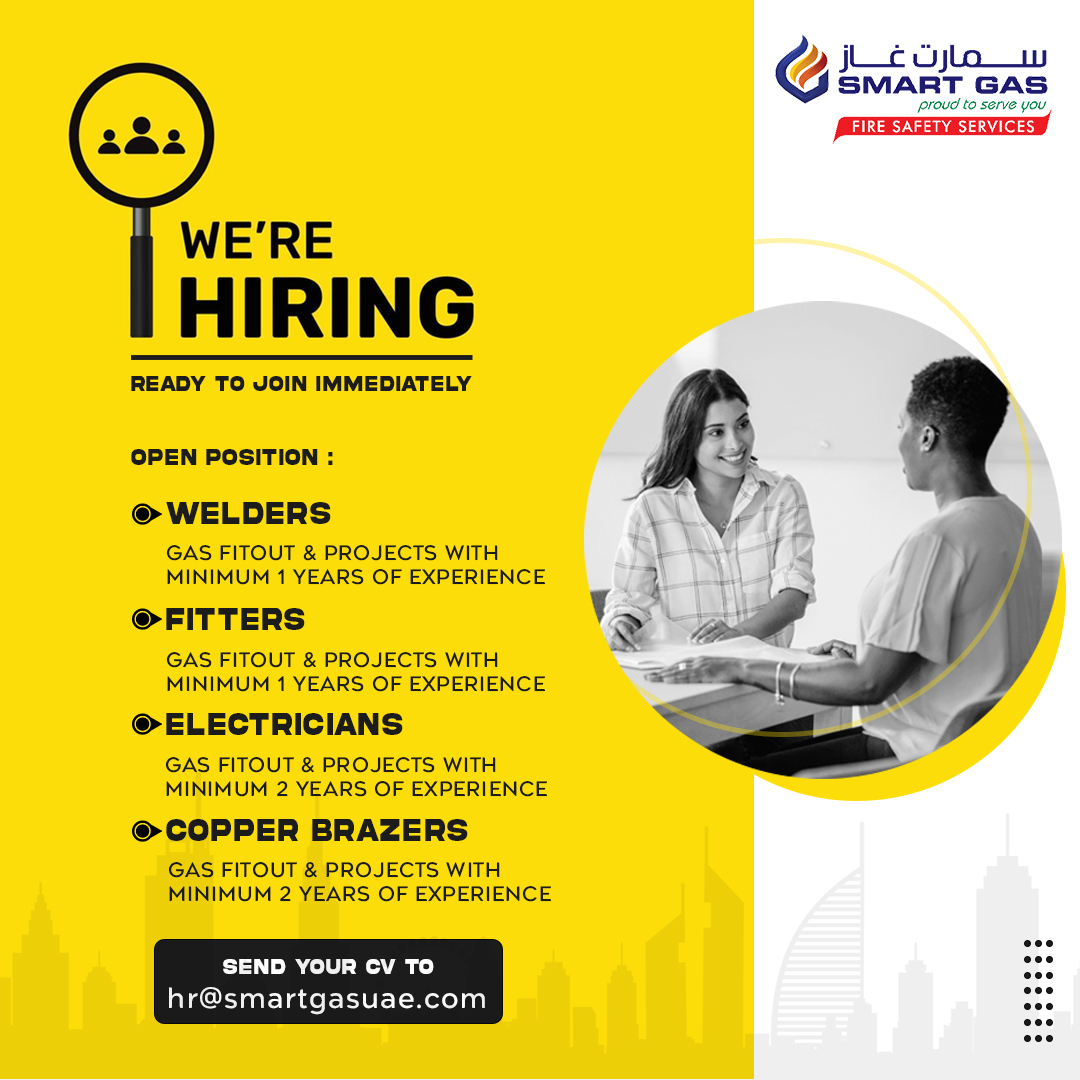 سمارت غاز
SMART GAS
proud to serve you
FIRE SAFETY SERVICES
WE'RE
HIRING
READY TO JOIN IMMEDIATELY
OPEN POSITION :
WELDERS
GAS FITOUT & PROJECTS WITH
MINIMUM 1 YEARS OF EXPERIENCE
FITTERS
GAS FITOUT & PROJECTS WITH
MINIMUM 1 YEARS OF EXPERIENCE
ELECTRICIANS
GAS FITOUT & PROJECTS WITH
MINIMUM 2 YEARS OF EXPERIENCE
COPPER BRAZERS
GAS FITOUT & PROJECTS WITH
MINIMUM 2 YEARS OF EXPERIENCE
SEND YOUR CV TO
hr@smartgasuae.com